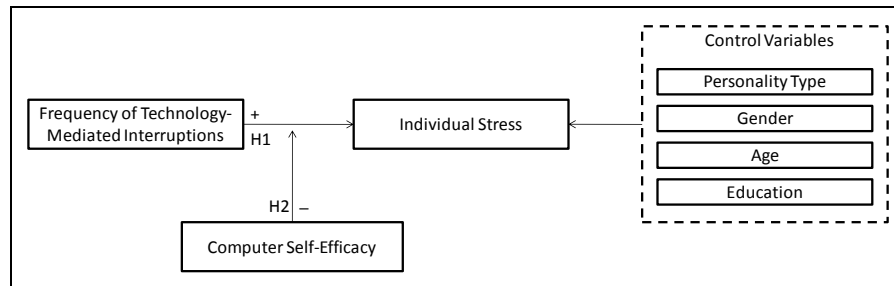 Control Variables
Personality Type
Gender
Age
Education
Frequency of Technology-
Mediated Interruptions
+
H1
Individual Stress
H2 –
Computer Self-Efficacy